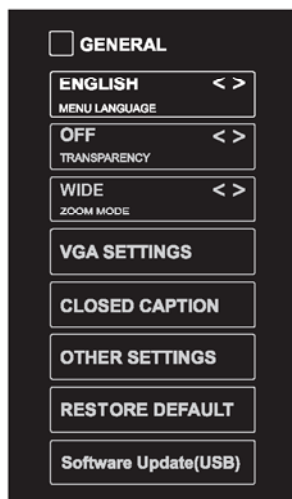 GENERAL
ENGLISH < >
MENU LANGUAGE
OFF < >
TRANSPARENCY
WIDE < >
ZOOM MODE
VGA SETTINGS
CLOSED CAPTION
OTHER SETTINGS
RESTORE DEFAULT
Software Update(USB)